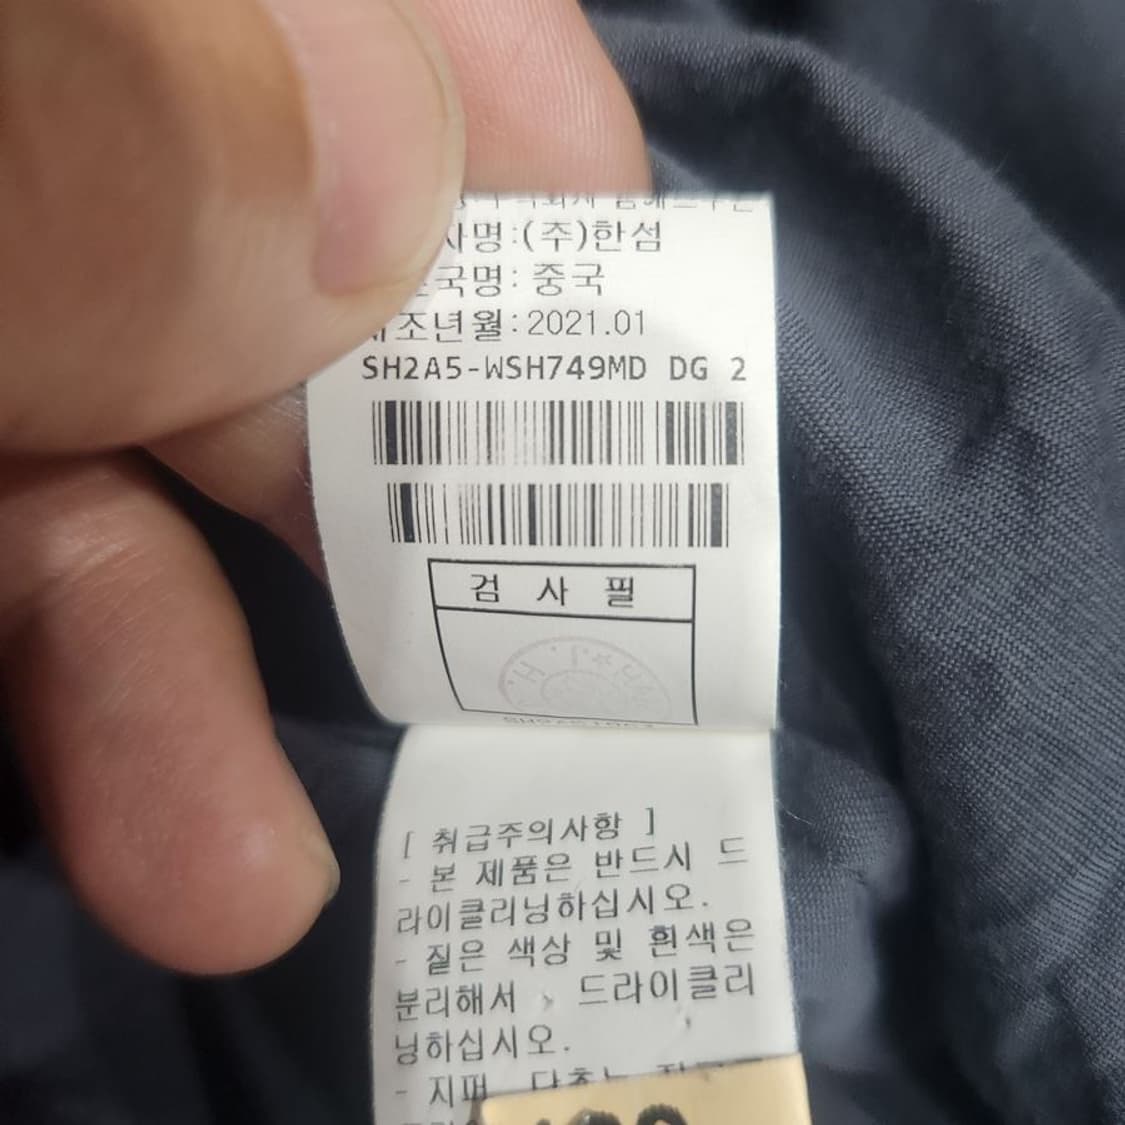 사명:(주)한섬
국명: 중국
조년월:2021.01
SH2A5-WSH749MD DG 2
검 사 필
[ 취급주의사항 ]
- 본 제품은 반드시 드
라이클리닝하십시오.
- 짙은 색상 및 흰색은
분리해서 드라이클리
닝하십시오.
- 지퍼,